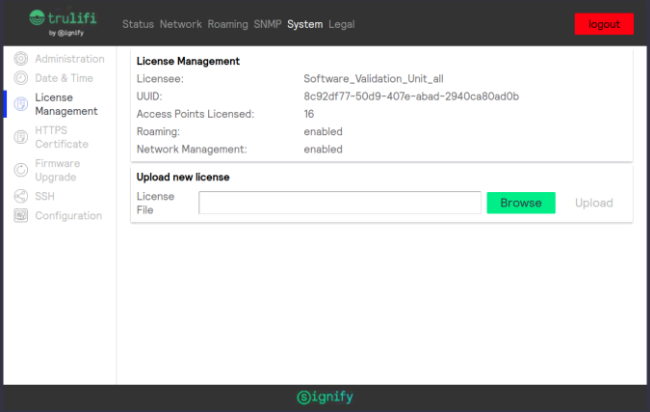 trulifi
by Signify
Status Network Roaming SNMP System Legal
logout
Administration
Date & Time
License
Management
HTTPS
Certificate
Firmware
Upgrade
SSH
Configuration
License Management
Licensee: Software_Validation_Unit_all
UUID: 8c92df77-50d9-407e-abad-2940ca80ad0b
Access Points Licensed: 16
Roaming: enabled
Network Management: enabled
Upload new license
License
File
Browse Upload
Signify